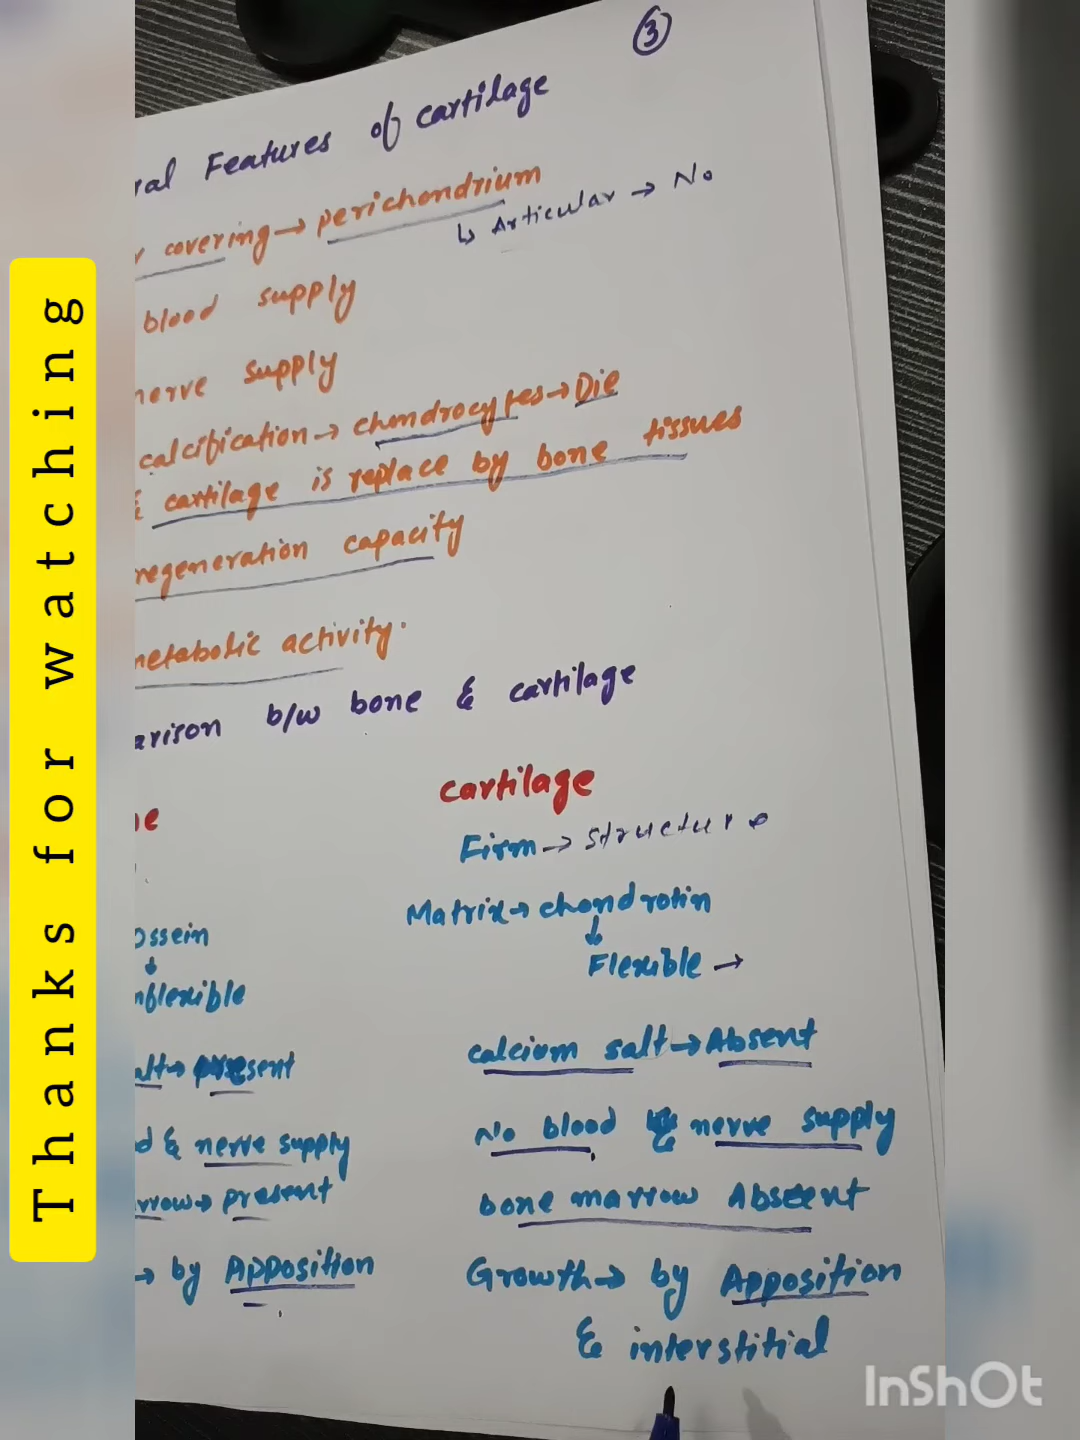 3
ral Features of cartilage
covering → perichondrium
↳ Articular → No
blood supply
nerve supply
calcification → chondrocytes → Die
& cartilage is replace by bone tissues
regeneration capacity
metabolic activity.
arison b/w bone & cartilage
Cartilage
Firm → structure
Matrix → chondrotin
↓
Flexible →
ossein
↓
nflexible
calcium salt → Absent
alt → present
No blood & nerve supply
d & nerve supply
bone marrow Absent
rrow → present
Growth → by Apposition
& interstitial
→ by Apposition
Thanks for watching
InShOt